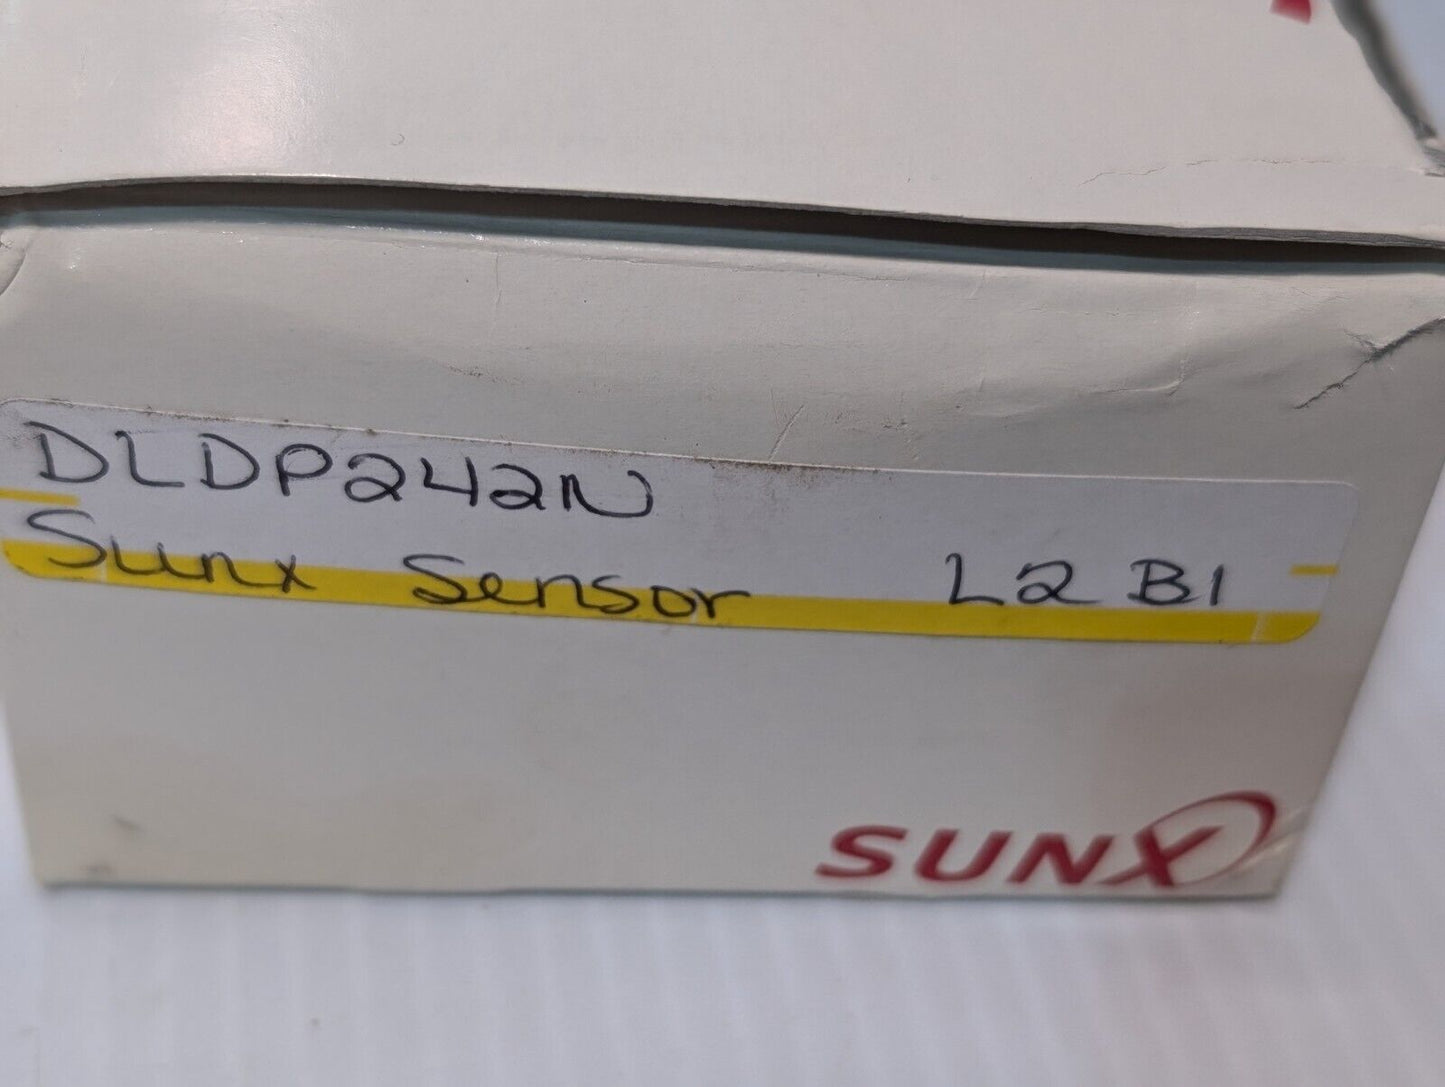 DLDP242N
Sunx Sensor L2 B1
SUNX